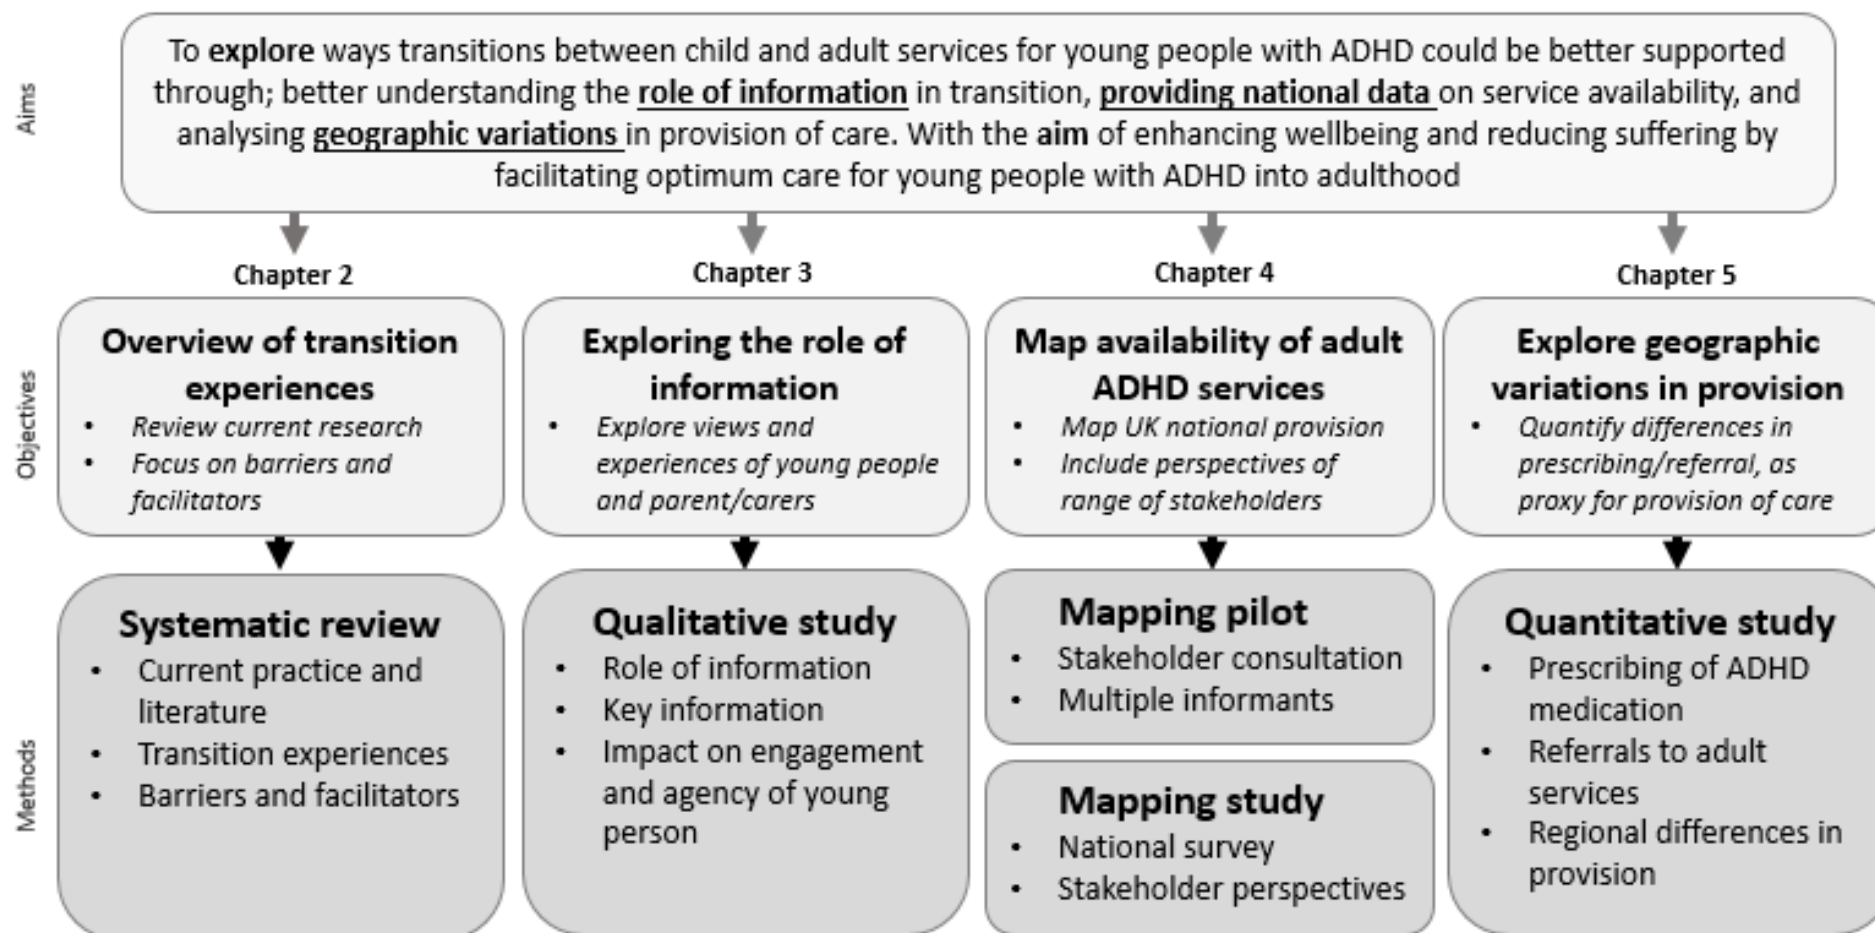 Aims
To explore ways transitions between child and adult services for young people with ADHD could be better supported
through; better understanding the role of information in transition, providing national data on service availability, and
analysing geographic variations in provision of care. With the aim of enhancing wellbeing and reducing suffering by
facilitating optimum care for young people with ADHD into adulthood
Objectives
Chapter 2
Overview of transition
experiences
• Review current research
• Focus on barriers and
facilitators
Chapter 3
Exploring the role of
information
• Explore views and
experiences of young people
and parent/carers
Chapter 4
Map availability of adult
ADHD services
• Map UK national provision
• Include perspectives of
range of stakeholders
Chapter 5
Explore geographic
variations in provision
• Quantify differences in
prescribing/referral, as
proxy for provision of care
Methods
Systematic review
• Current practice and
literature
• Transition experiences
• Barriers and facilitators
Qualitative study
• Role of information
• Key information
• Impact on engagement
and agency of young
person
Mapping pilot
• Stakeholder consultation
• Multiple informants
Mapping study
• National survey
• Stakeholder perspectives
Quantitative study
• Prescribing of ADHD
medication
• Referrals to adult
services
• Regional differences in
provision